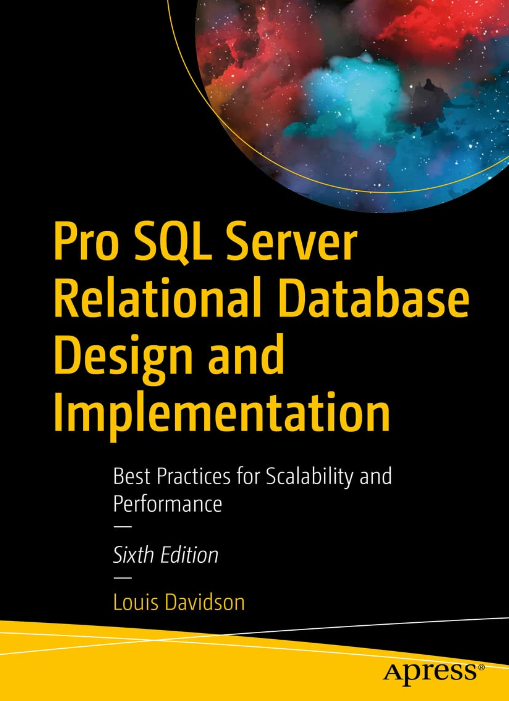 Pro SQL Server
Relational Database
Design and
Implementation
Best Practices for Scalability and
Performance
—
Sixth Edition
—
Louis Davidson
Apress®